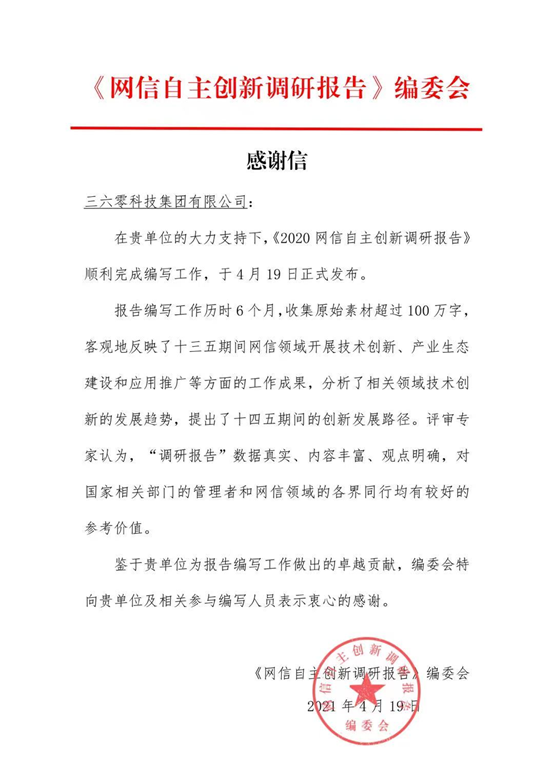 《网信自主创新调研报告》编委会
感谢信
三六零科技集团有限公司：
在贵单位的大力支持下，《2020 网信自主创新调研报告》
顺利完成编写工作，于 4 月 19 日正式发布。
报告编写工作历时 6 个月，收集原始素材超过 100 万字，
客观地反映了十三五期间网信领域开展技术创新、产业生态
建设和应用推广等方面的工作成果，分析了相关领域技术创
新的发展趋势，提出了十四五期间的创新发展路径。评审专
家认为，“调研报告”数据真实、内容丰富、观点明确，对
国家相关部门的管理者和网信领域的各界同行均有较好的
参考价值。
鉴于贵单位为报告编写工作做出的卓越贡献，编委会特
向贵单位及相关参与编写人员表示衷心的感谢。
《网信自主创新调研报告》编委会
2021 年 4 月 19 日
网信自主创新调研报告
编委会